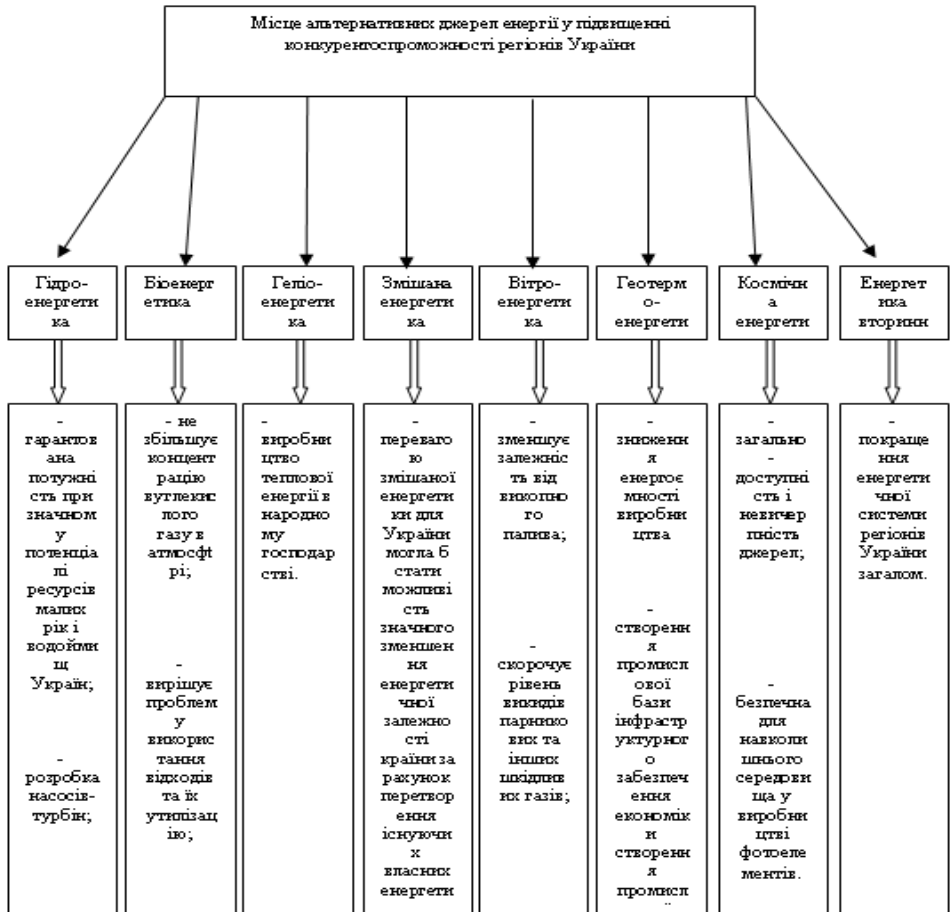 Місце альтернативних джерел енергії у підвищенні
конкурентоспроможності регіонів України
Гідро-
енергети
ка
Біоенерг
етика
Геліо-
енергети
ка
Змішана
енергети
ка
Вітро-
енергети
ка
Геотерм
о-
енергети
Космічн
а
енергети
Енергет
ика
вторинн
-
гарантов
ана
потужні
сть при
значном
у
потенці
лі
ресурсів
малих
рік і
водойми
щ
Україн;
-
розробка
насосів-
турбін;
- не
збільшує
концент
рацію
вуглекис
лого
газу в
атмосфі
рі;
-
вирішує
проблем
у
викорис
тання
відходів
та їх
утилізац
ію;
-
виробни
цтво
теплової
енергії в
народно
му
господар
стві.
-
перевагo
ю
змішаної
енергети
ки для
України
могла б
стати
можливі
сть
значного
зменшен
ня
енергети
чної
залежно
сті
країни за
рахунок
перетвор
ення
існуючи
х
власних
енергети
-
зменшує
залежніс
ть від
викопно
го
палива;
-
скорочує
рівень
викидів
парнико
вих та
інших
шкідлив
их газів;
-
зниженн
я
енергоє
мності
виробни
цтва
-
створенн
я
промисл
ової
бази
інфрастр
уктурног
о
забезпеч
ення
економік
и
створенн
я
промисл
-
загально
-
доступні
сть і
невичер
пність
джерел;
-
безпечна
для
навколи
шнього
середови
ща у
виробни
цтві
фотоеле
ментів.
-
покраще
ння
енергети
чної
системи
регіонів
України
загалом.